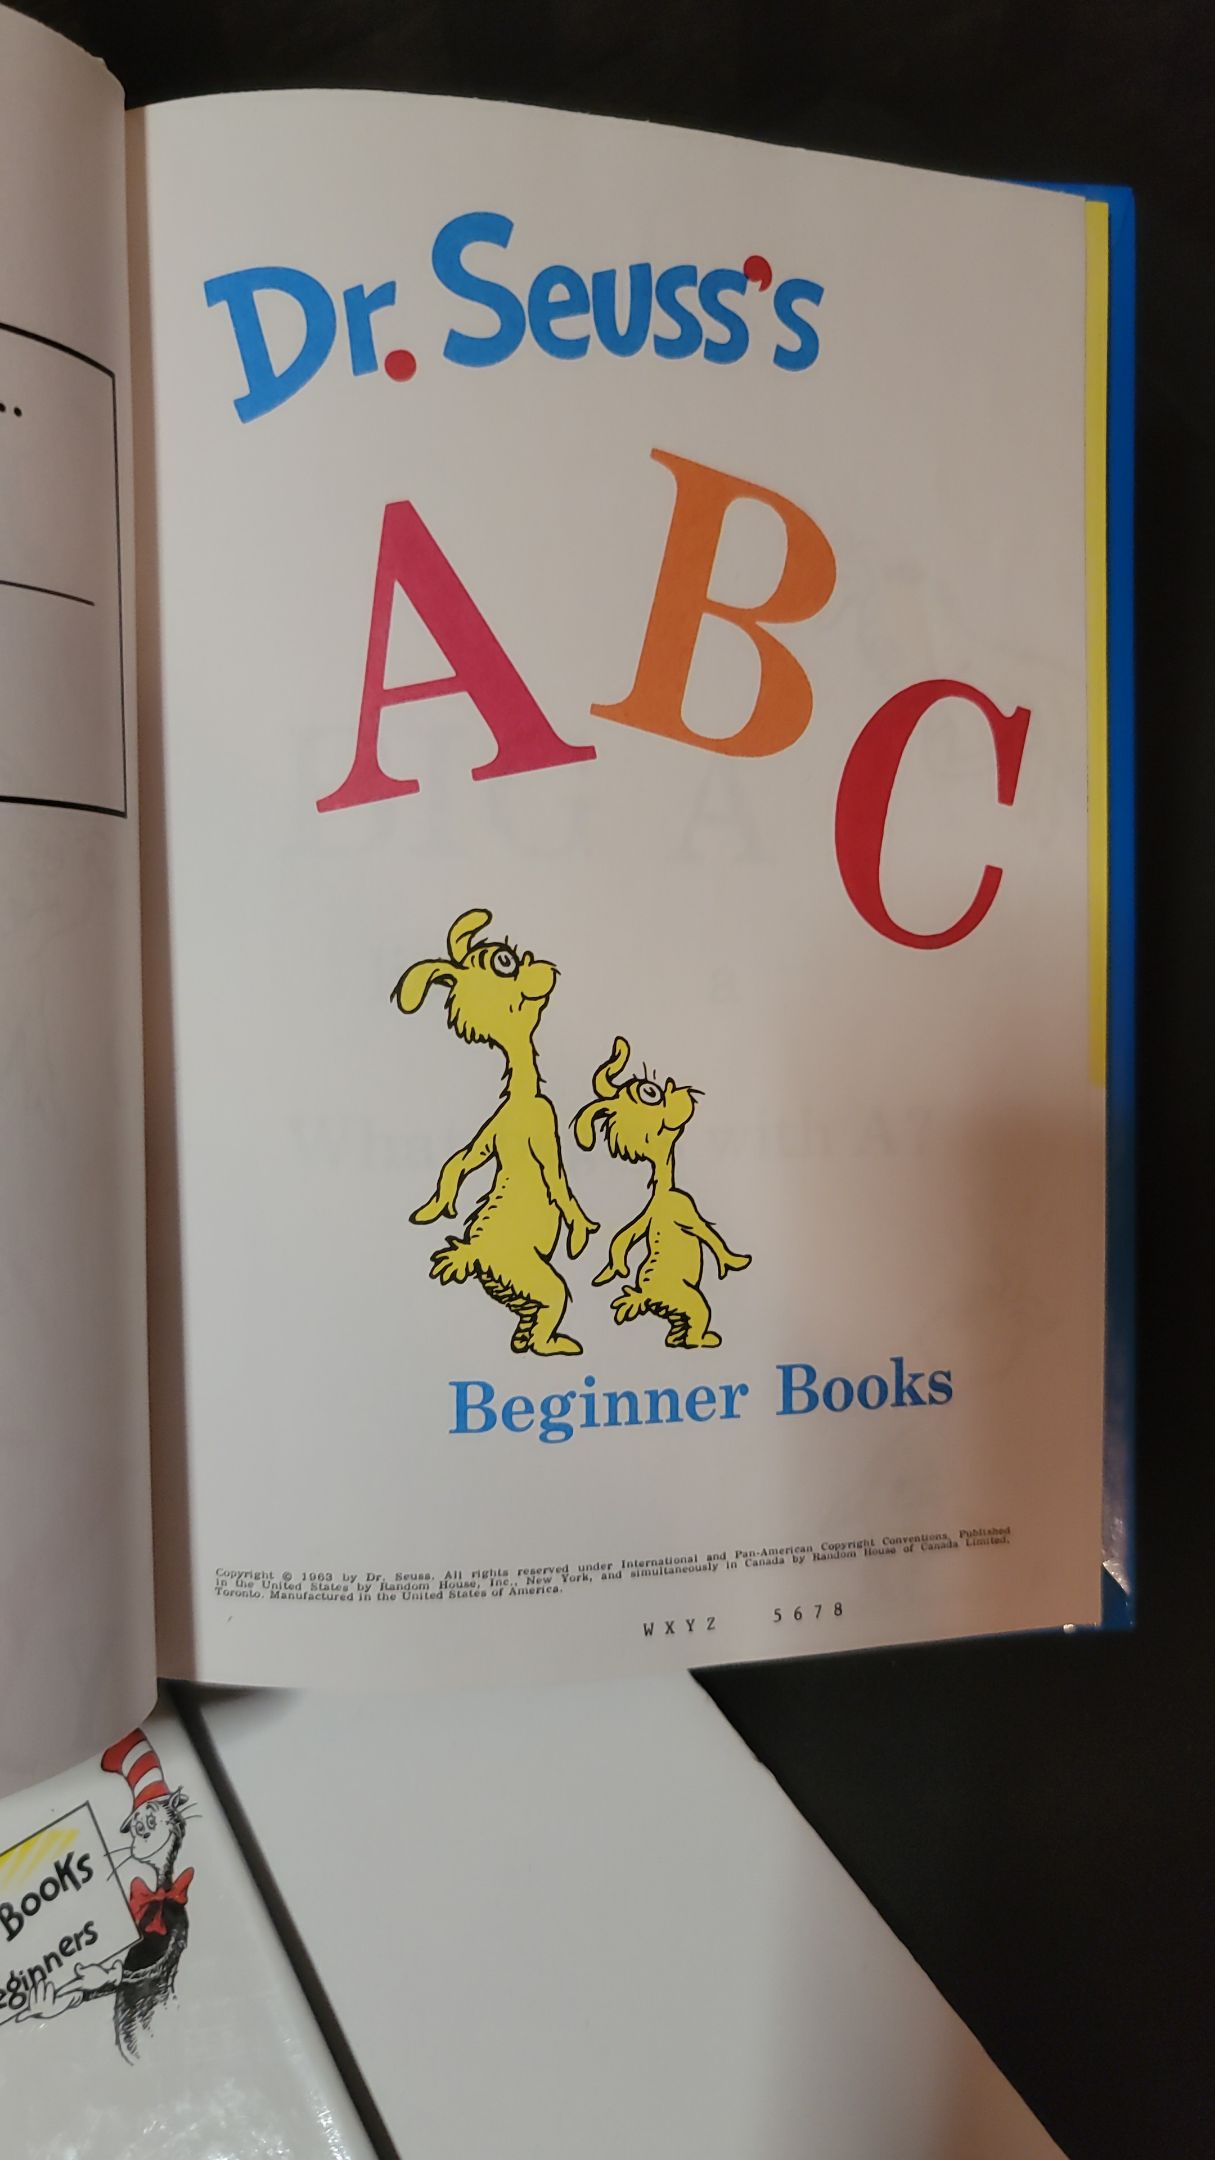 Dr. Seuss's
A B C
Beginner Books
Copyright © 1963 by Dr. Seuss. All rights reserved under International and Pan-American Copyright Conventions. Published
in the United States by Random House, Inc., New York, and simultaneously in Canada by Random House of Canada Limited,
Toronto. Manufactured in the United States of America.
W X Y Z 5 6 7 8
Books